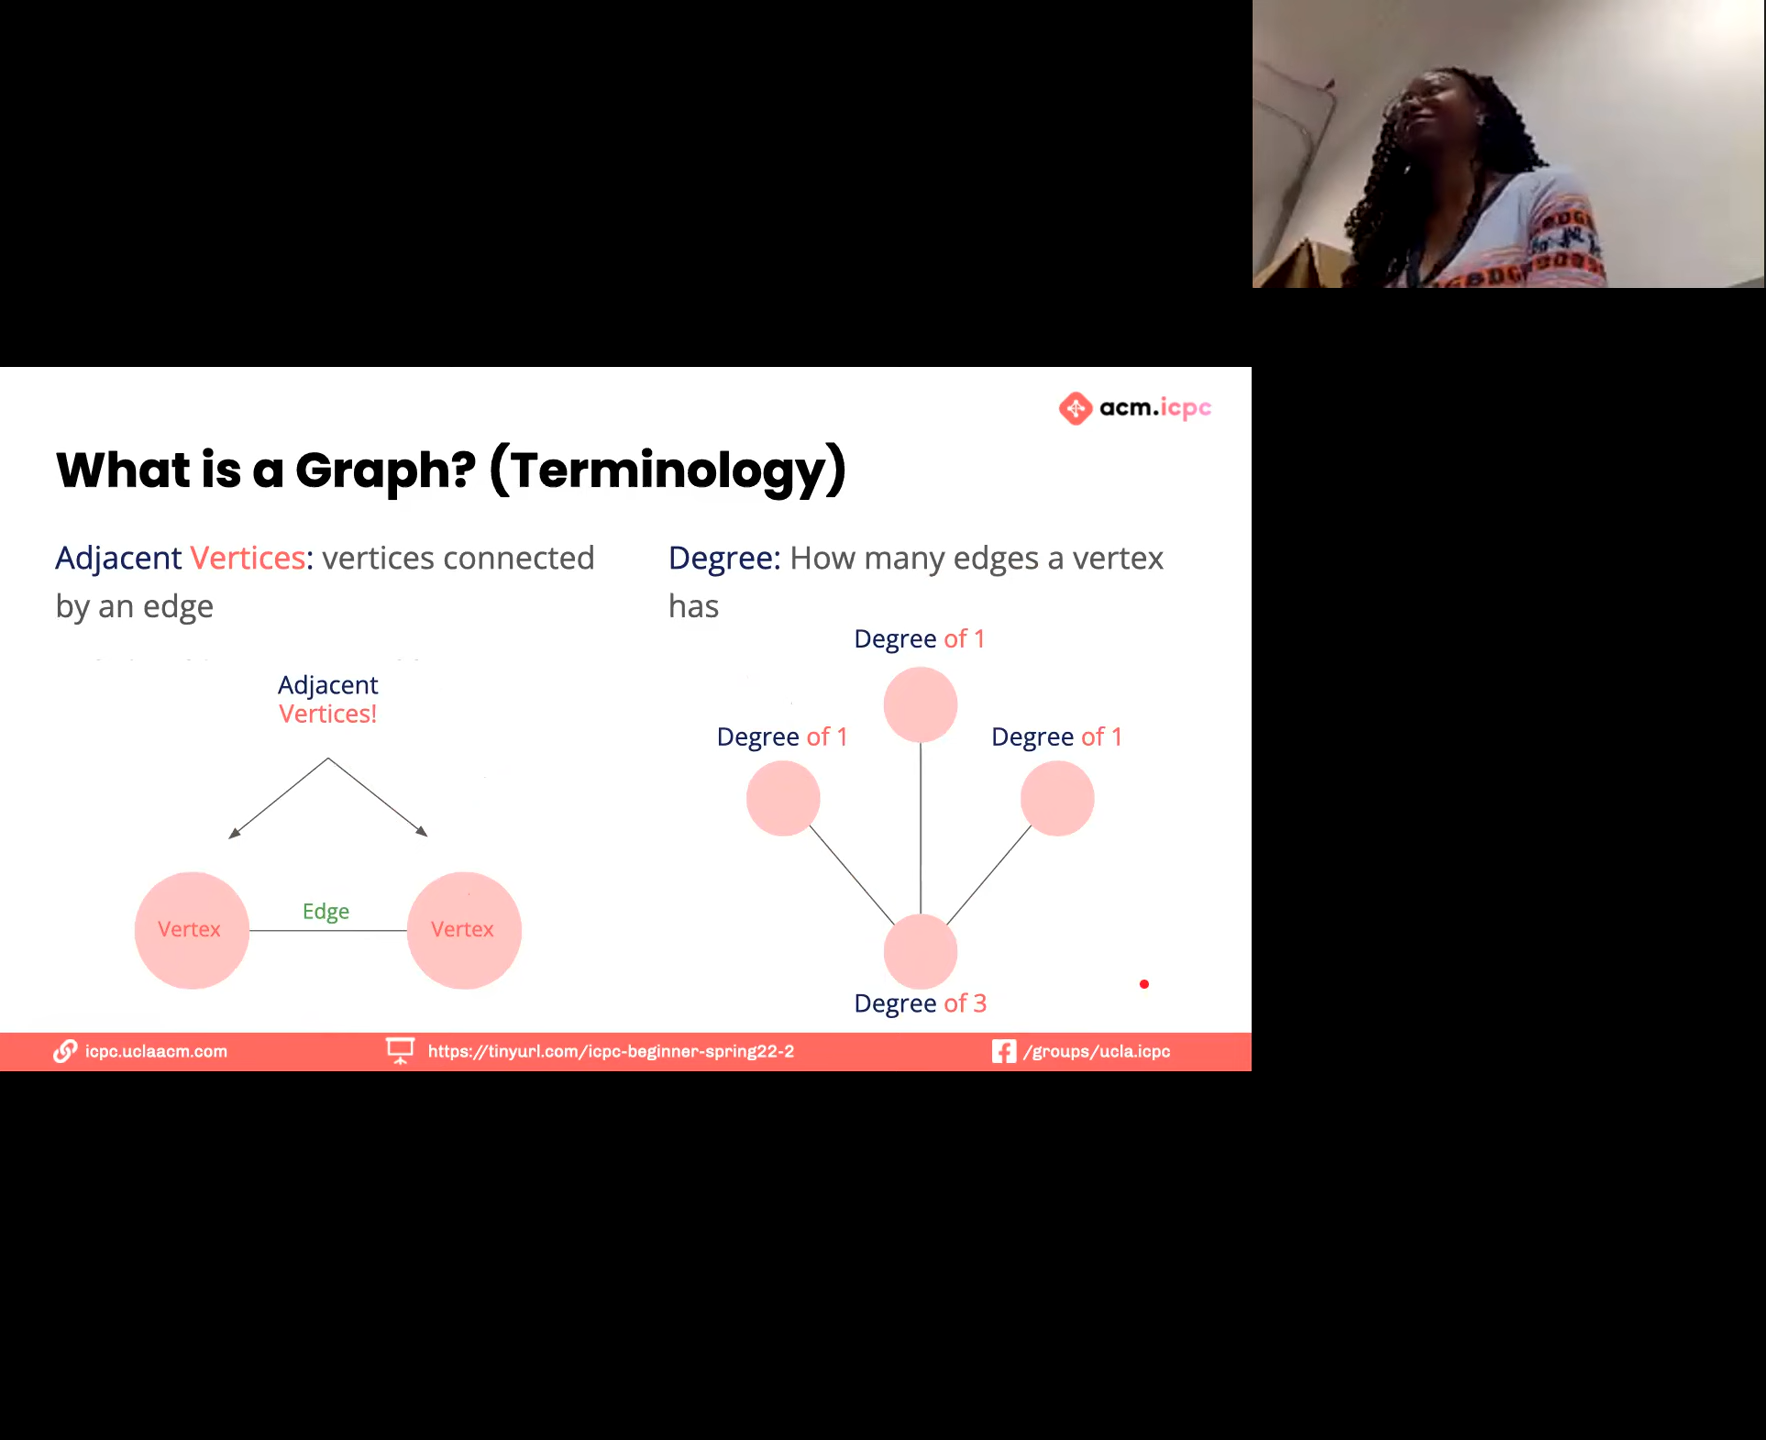 acm.icpc
What is a Graph? (Terminology)
Adjacent Vertices: vertices connected
by an edge
Adjacent
Vertices!
Vertex
Edge
Vertex
Degree: How many edges a vertex
has
Degree of 1
Degree of 1
Degree of 1
Degree of 3
icpc.uclaacm.com
https://tinyurl.com/icpc-beginner-spring22-2
/groups/ucla.icpc